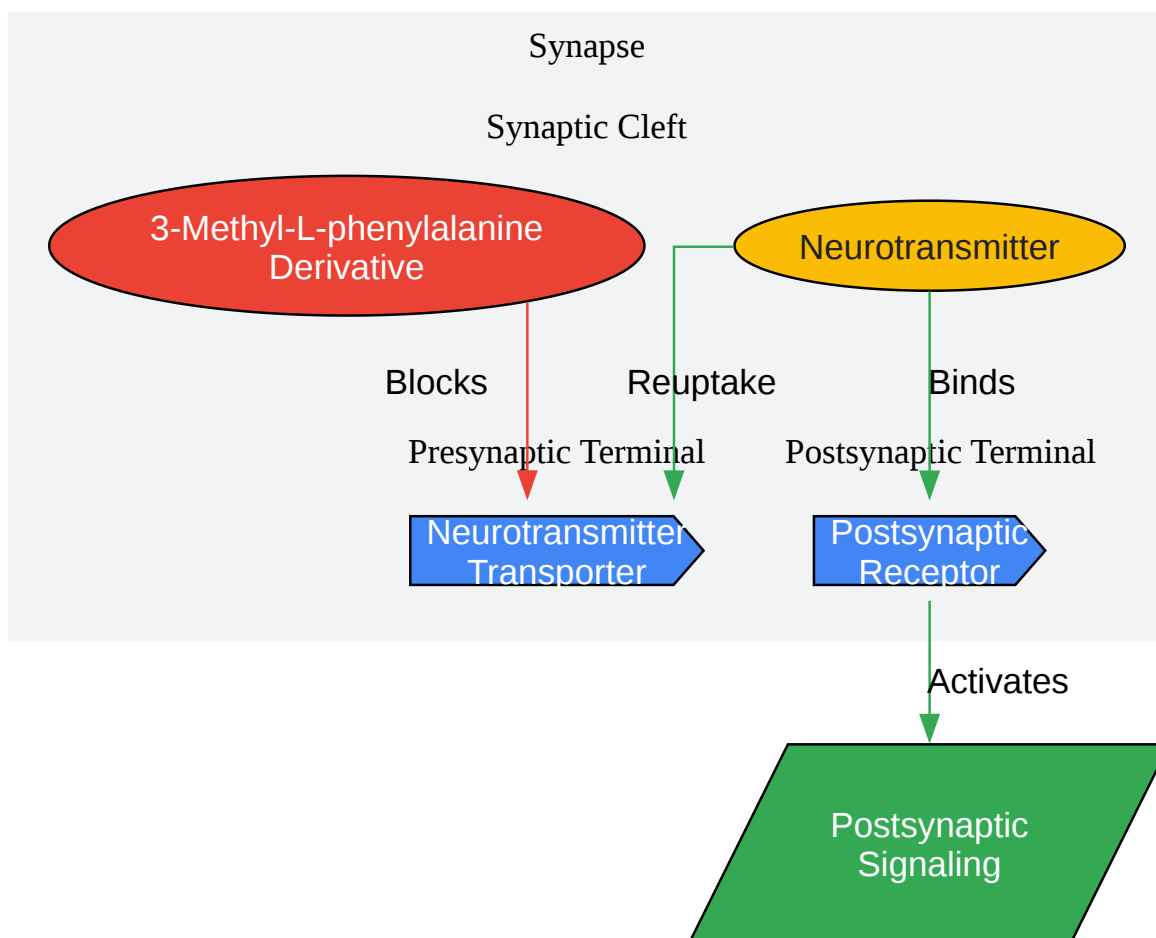 Synapse
Synaptic Cleft
3-Methyl-L-phenylalanine
Derivative
Neurotransmitter
Blocks
Reuptake
Binds
Presynaptic Terminal
Postsynaptic Terminal
Neurotransmitter
Transporter
Postsynaptic
Receptor
Activates
Postsynaptic
Signaling